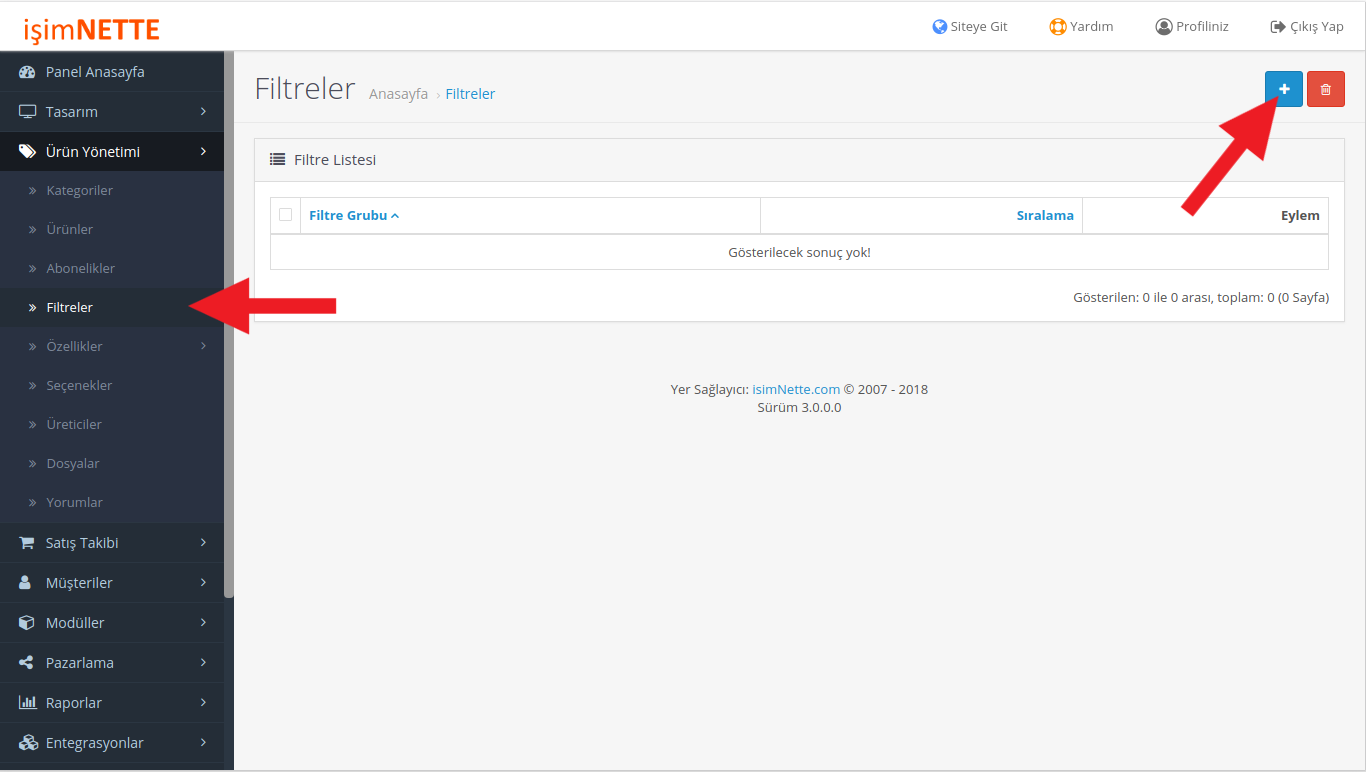 işimNETTE
Siteye Git
Yardım
Profiliniz
Çıkış Yap
Panel Anasayfa
Tasarım
Ürün Yönetimi
Kategoriler
Ürünler
Abonelikler
Filtreler
Özellikler
Seçenekler
Üreticiler
Dosyalar
Yorumlar
Satış Takibi
Müşteriler
Modüller
Pazarlama
Raporlar
Entegrasyonlar
Filtreler Anasayfa › Filtreler
Filtre Listesi
Filtre Grubu Sıralama Eylem
Gösterilecek sonuç yok!
Gösterilen: 0 ile 0 arası, toplam: 0 (0 Sayfa)
Yer Sağlayıcı: isimNette.com © 2007 - 2018
Sürüm 3.0.0.0